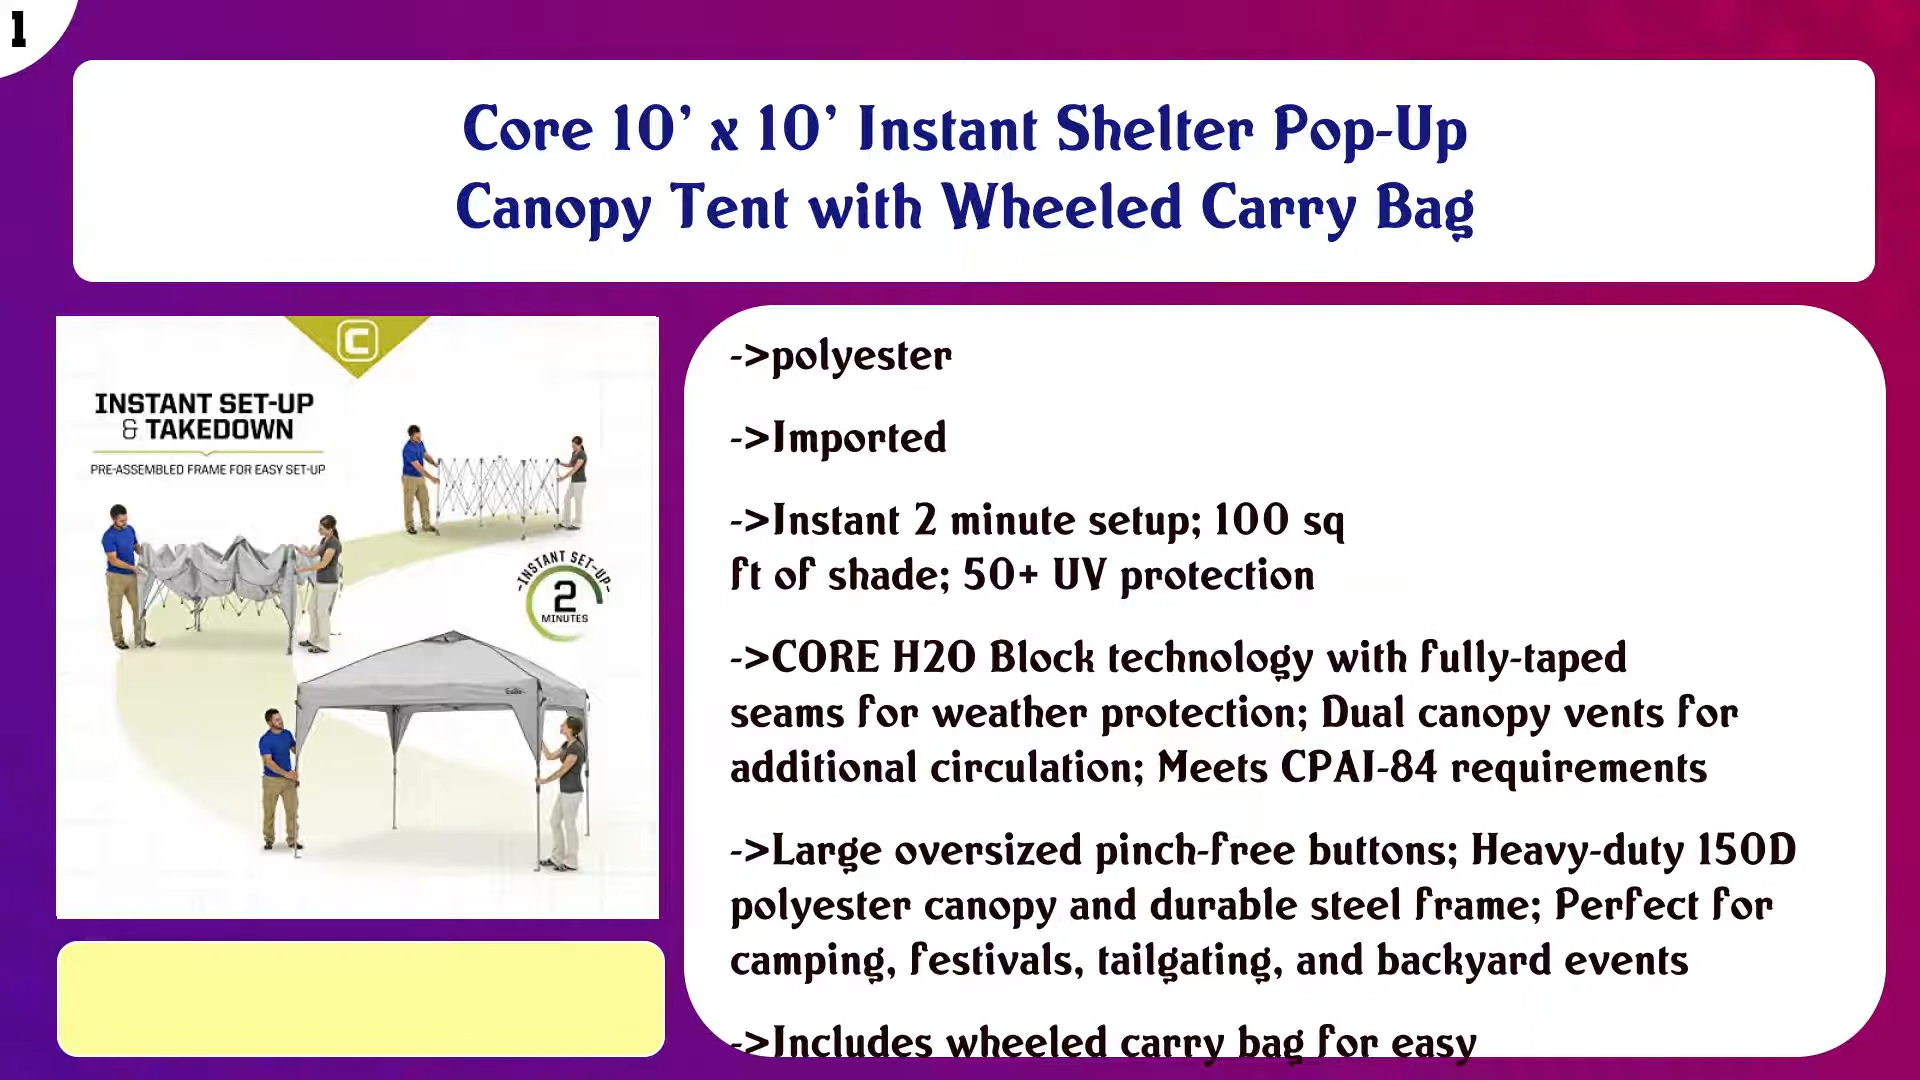 1
Core 10’ x 10’ Instant Shelter Pop-Up
Canopy Tent with Wheeled Carry Bag
C
INSTANT SET-UP
& TAKEDOWN
PRE-ASSEMBLED FRAME FOR EASY SET-UP
-INSTANT SET-UP-
2
MINUTES
->polyester
->Imported
->Instant 2 minute setup; 100 sq
ft of shade; 50+ UV protection
->CORE H2O Block technology with fully-taped
seams for weather protection; Dual canopy vents for
additional circulation; Meets CPAI-84 requirements
->Large oversized pinch-free buttons; Heavy-duty 150D
polyester canopy and durable steel frame; Perfect for
camping, festivals, tailgating, and backyard events
->Includes wheeled carry bag for easy